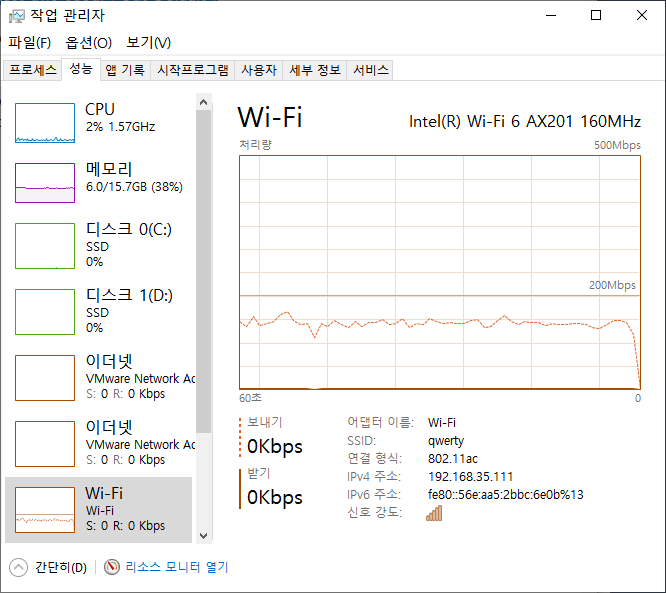 작업 관리자
파일(F) 옵션(O) 보기(V)
프로세스 성능 앱 기록 시작프로그램 사용자 세부 정보 서비스
CPU
2% 1.57GHz
메모리
6.0/15.7GB (38%)
디스크 0(C:)
SSD
0%
디스크 1(D:)
SSD
0%
이더넷
VMware Network Ac
S: 0 R: 0 Kbps
이더넷
VMware Network Ac
S: 0 R: 0 Kbps
Wi-Fi
Wi-Fi
S: 0 R: 0 Kbps
Wi-Fi
Intel(R) Wi-Fi 6 AX201 160MHz
처리량
500Mbps
200Mbps
60초
0
보내기
0Kbps
받기
0Kbps
어댑터 이름: Wi-Fi
SSID: qwerty
연결 형식: 802.11ac
IPv4 주소: 192.168.35.111
IPv6 주소: fe80::56e:aa5:2bbc:6e0b%13
신호 강도:
간단히(D)
리소스 모니터 열기